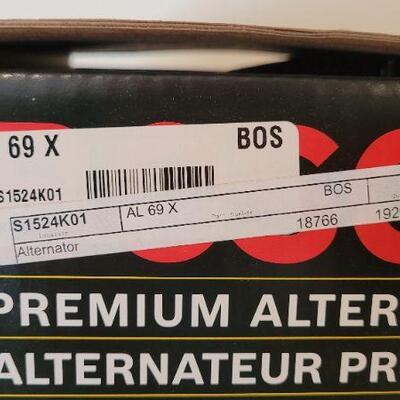 69 X BOS
S1524K01
S1524K01 AL 69 X BOS
Alternator 18766 192
PREMIUM ALTER
ALTERNATEUR PR